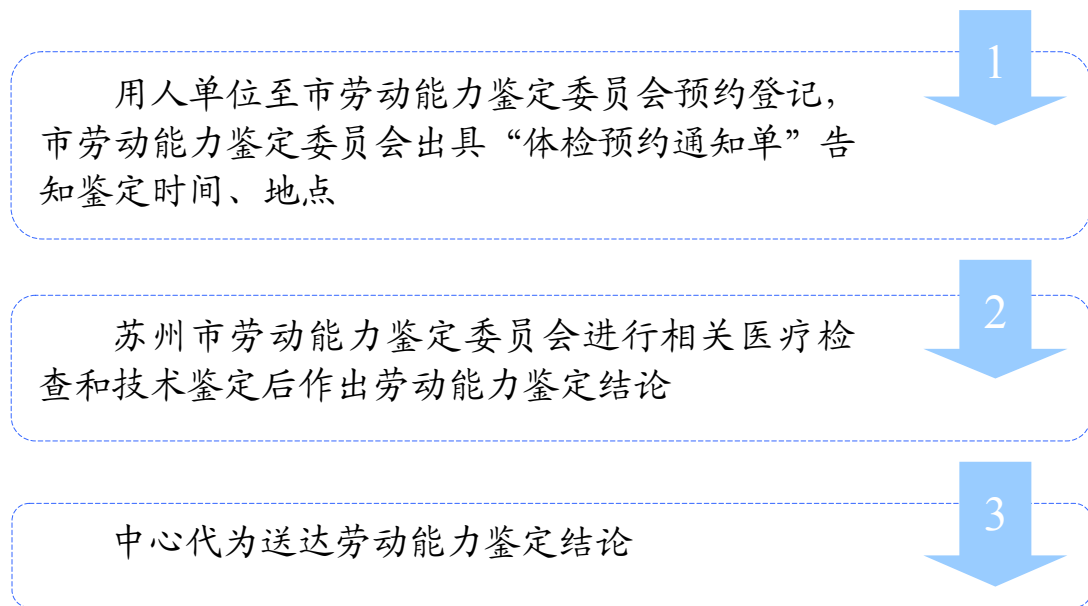 1
用人单位至市劳动能力鉴定委员会预约登记，
市劳动能力鉴定委员会出具“体检预约通知单”告
知鉴定时间、地点
2
苏州市劳动能力鉴定委员会进行相关医疗检
查和技术鉴定后作出劳动能力鉴定结论
3
中心代为送达劳动能力鉴定结论